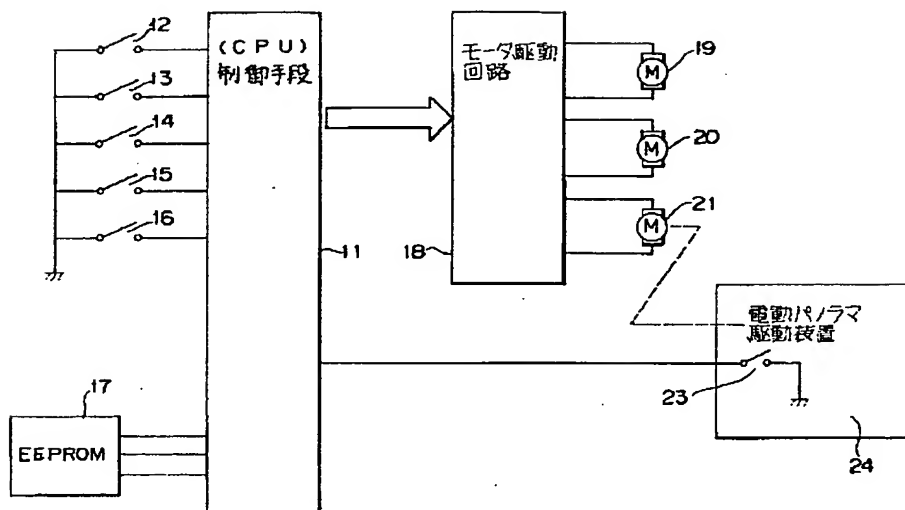 12
13
14
15
16
(CPU)
制御手段
11
17
EEPROM
モータ駆動
回路
18
M
19
M
20
M
21
電動パノラマ
駆動装置
23
24